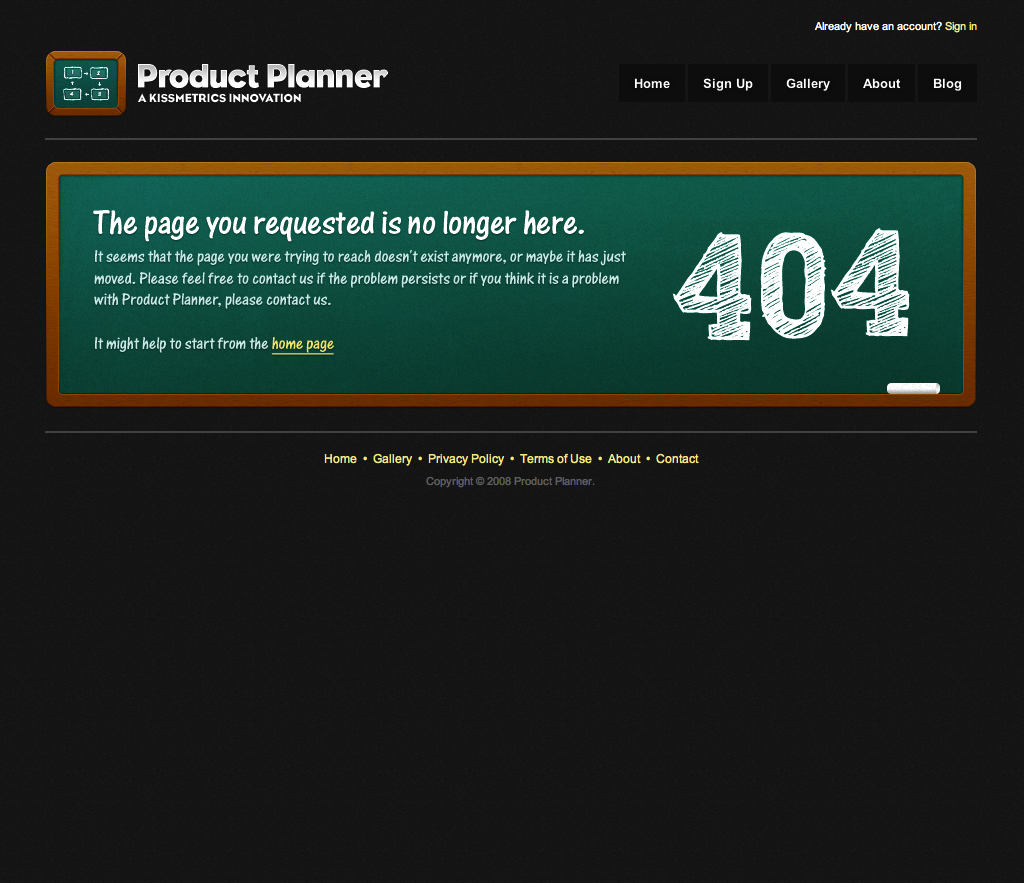 Already have an account? Sign in
1 2
4 3
Product Planner
A KISSMETRICS INNOVATION
Home Sign Up Gallery About Blog
The page you requested is no longer here.
It seems that the page you were trying to reach doesn't exist anymore, or maybe it has just
moved. Please feel free to contact us if the problem persists or if you think it is a problem
with Product Planner, please contact us.
It might help to start from the home page
404
Home • Gallery • Privacy Policy • Terms of Use • About • Contact
Copyright © 2008 Product Planner.